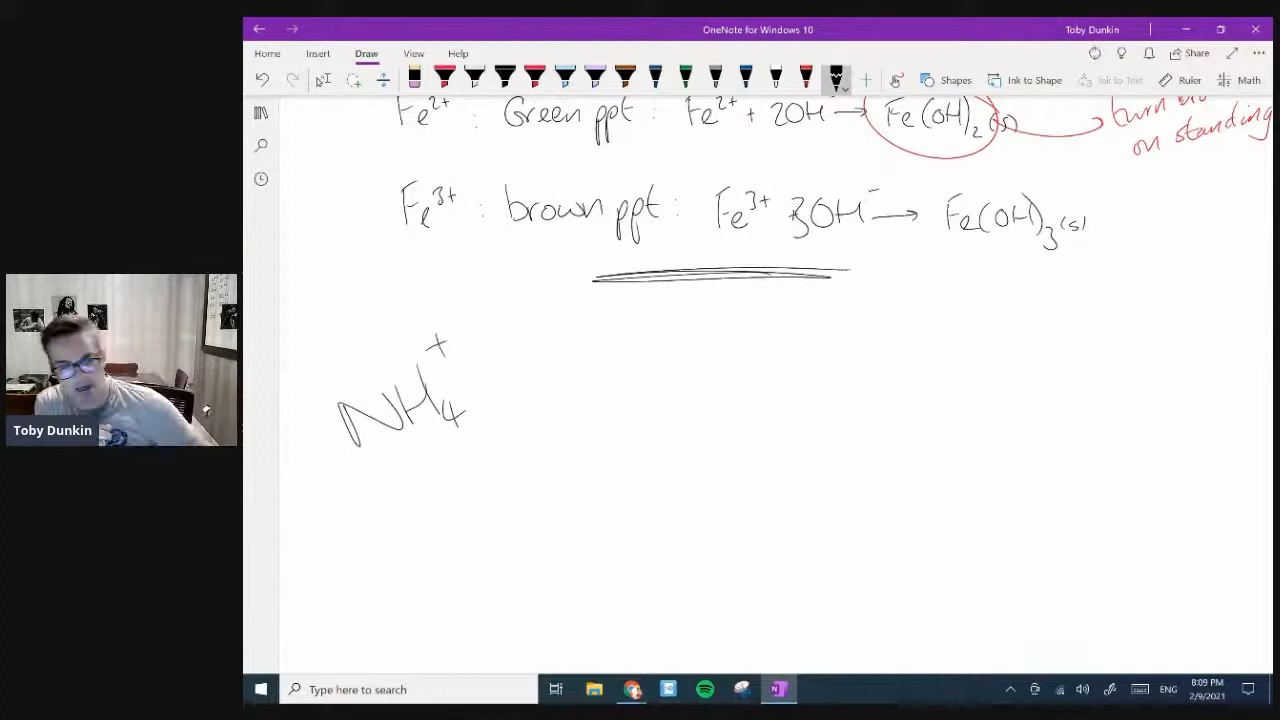 OneNote for Windows 10
Toby Dunkin
Home Insert Draw View Help
Share
Shapes Ink to Shape Ink to Text Ruler Math
Fe²⁺ : Green ppt : Fe²⁺ + 2OH⁻ → Fe(OH)₂(s)
turn
on standing
Fe³⁺ : brown ppt : Fe³⁺ 3OH⁻ → Fe(OH)₃(s)
NH₄⁺
Toby Dunkin
Type here to search
ENG
8:09 PM
2/9/2021